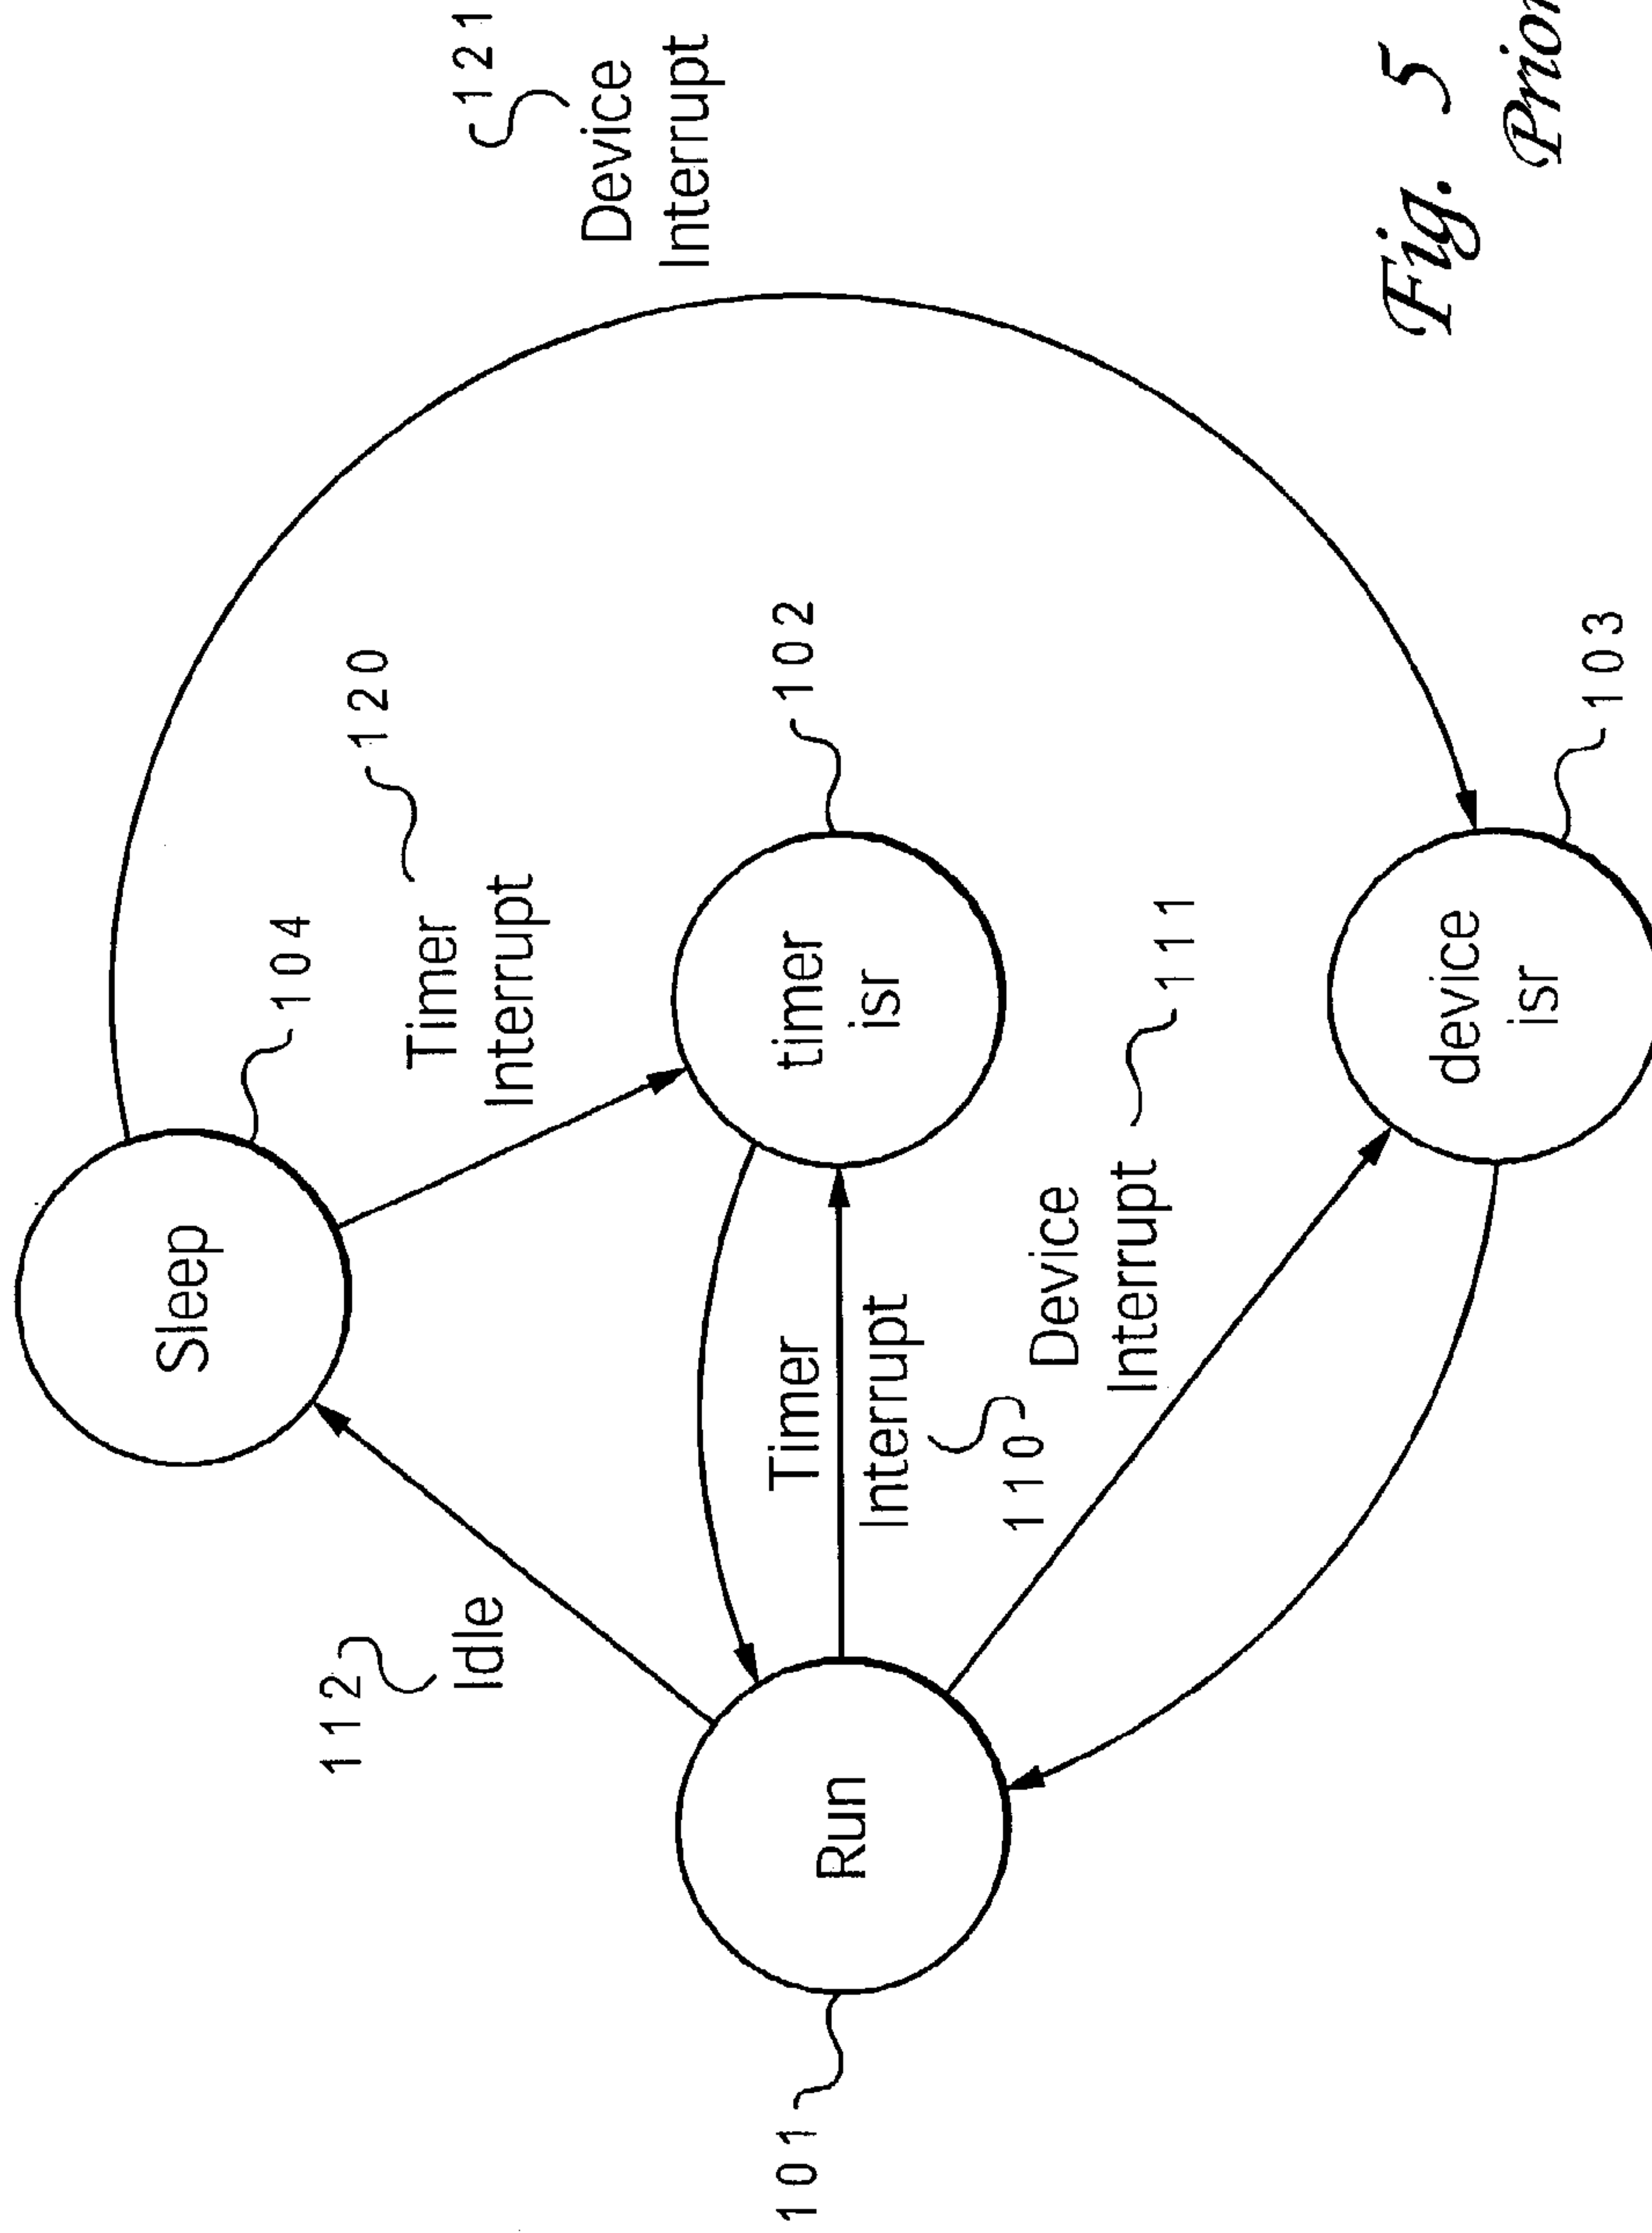 Sleep
104
112
Idle
Timer
Interrupt
120
Device
Interrupt
121
101
Run
Timer
Interrupt
110
timer
isr
102
Device
Interrupt
111
device
isr
103
Fig. 5
Prior